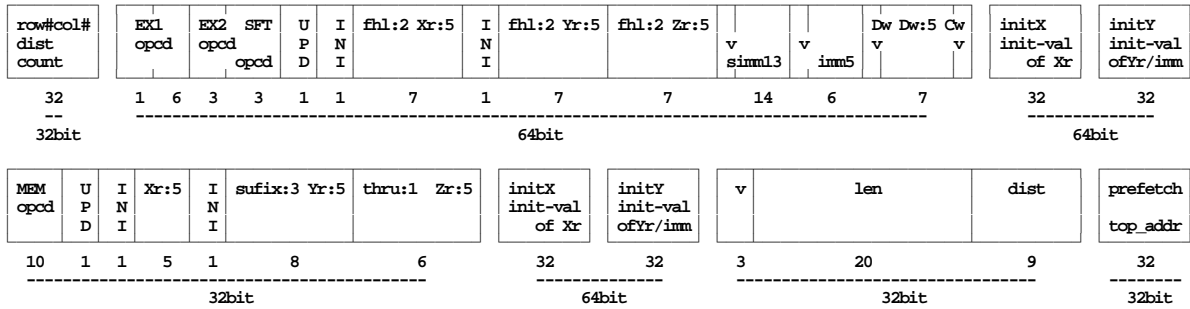 row#col# EX1 EX2 SFT U I fhl:2 Xr:5 I fhl:2 Yr:5 fhl:2 Zr:5 Dw Dw:5 Cw initX initY
dist opcd opcd P N N v v v v init-val init-val
count opcd D I I simm13 imm5 of Xr ofYr/imm
32 1 6 3 3 1 1 7 1 7 7 14 6 7 32 32
32bit 64bit 64bit
MEM U I Xr:5 I sufix:3 Yr:5 thru:1 Zr:5 initX initY v len dist prefetch
opcd P N N init-val init-val
D I I of Xr ofYr/imm top_addr
10 1 1 5 1 8 6 32 32 3 20 9 32
32bit 64bit 32bit 32bit